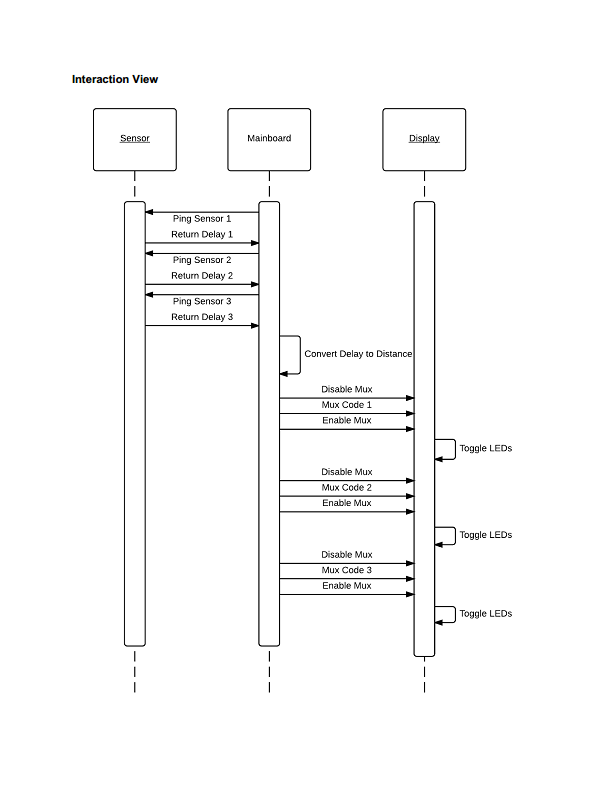 Interaction View
Sensor
Mainboard
Display
Ping Sensor 1
Return Delay 1
Ping Sensor 2
Return Delay 2
Ping Sensor 3
Return Delay 3
Convert Delay to Distance
Disable Mux
Mux Code 1
Enable Mux
Toggle LEDs
Disable Mux
Mux Code 2
Enable Mux
Toggle LEDs
Disable Mux
Mux Code 3
Enable Mux
Toggle LEDs